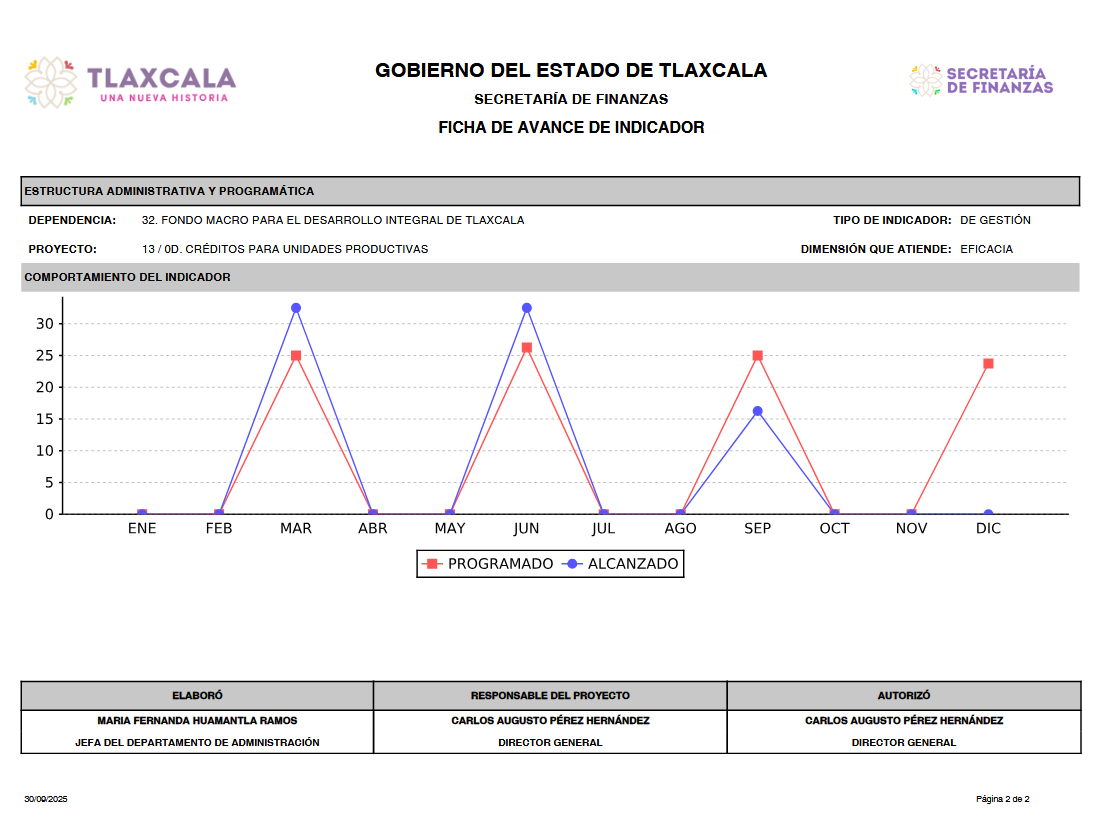 TLAXCALA
UNA NUEVA HISTORIA
GOBIERNO DEL ESTADO DE TLAXCALA
SECRETARÍA DE FINANZAS
FICHA DE AVANCE DE INDICADOR
SECRETARÍA
DE FINANZAS
ESTRUCTURA ADMINISTRATIVA Y PROGRAMÁTICA
DEPENDENCIA: 32. FONDO MACRO PARA EL DESARROLLO INTEGRAL DE TLAXCALA TIPO DE INDICADOR: DE GESTIÓN
PROYECTO: 13 / 0D. CRÉDITOS PARA UNIDADES PRODUCTIVAS DIMENSIÓN QUE ATIENDE: EFICACIA
COMPORTAMIENTO DEL INDICADOR
30
25
20
15
10
5
0
ENE FEB MAR ABR MAY JUN JUL AGO SEP OCT NOV DIC
PROGRAMADO ALCANZADO
ELABORÓ RESPONSABLE DEL PROYECTO AUTORIZÓ
MARIA FERNANDA HUAMANTLA RAMOS CARLOS AUGUSTO PÉREZ HERNÁNDEZ CARLOS AUGUSTO PÉREZ HERNÁNDEZ
JEFA DEL DEPARTAMENTO DE ADMINISTRACIÓN DIRECTOR GENERAL DIRECTOR GENERAL
30/09/2025 Página 2 de 2